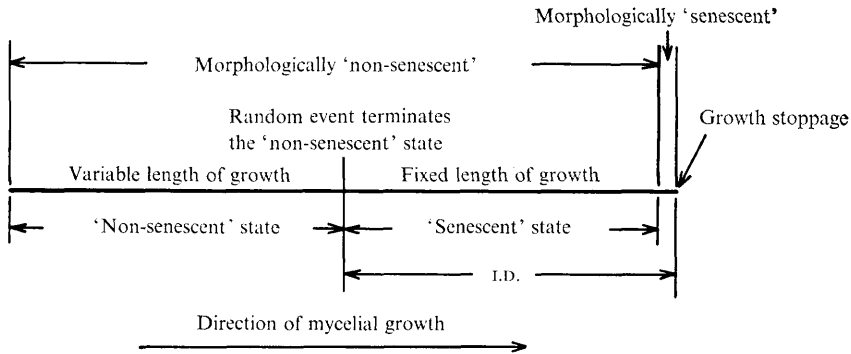 Morphologically ‘senescent’
Morphologically ‘non-senescent’
Random event terminates
the ‘non-senescent’ state
Growth stoppage
Variable length of growth
Fixed length of growth
‘Non-senescent’ state
‘Senescent’ state
I.D.
Direction of mycelial growth